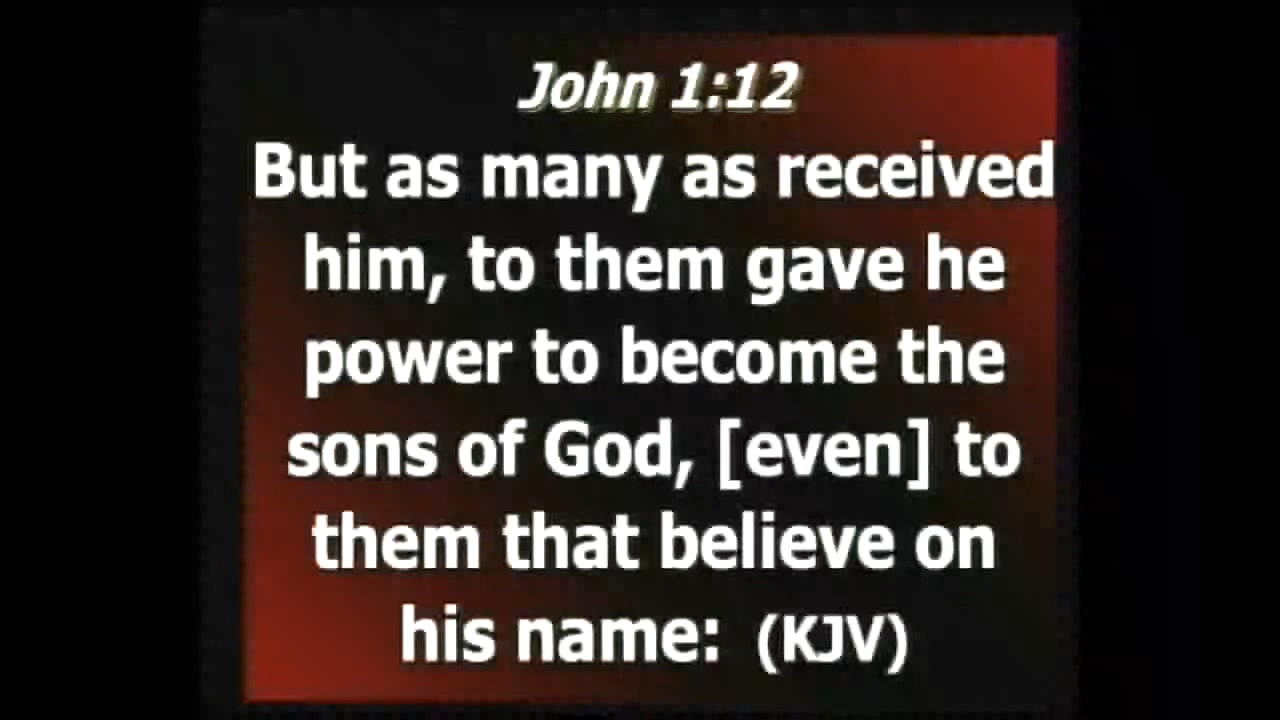 John 1:12
But as many as received
him, to them gave he
power to become the
sons of God, [even] to
them that believe on
his name: (KJV)